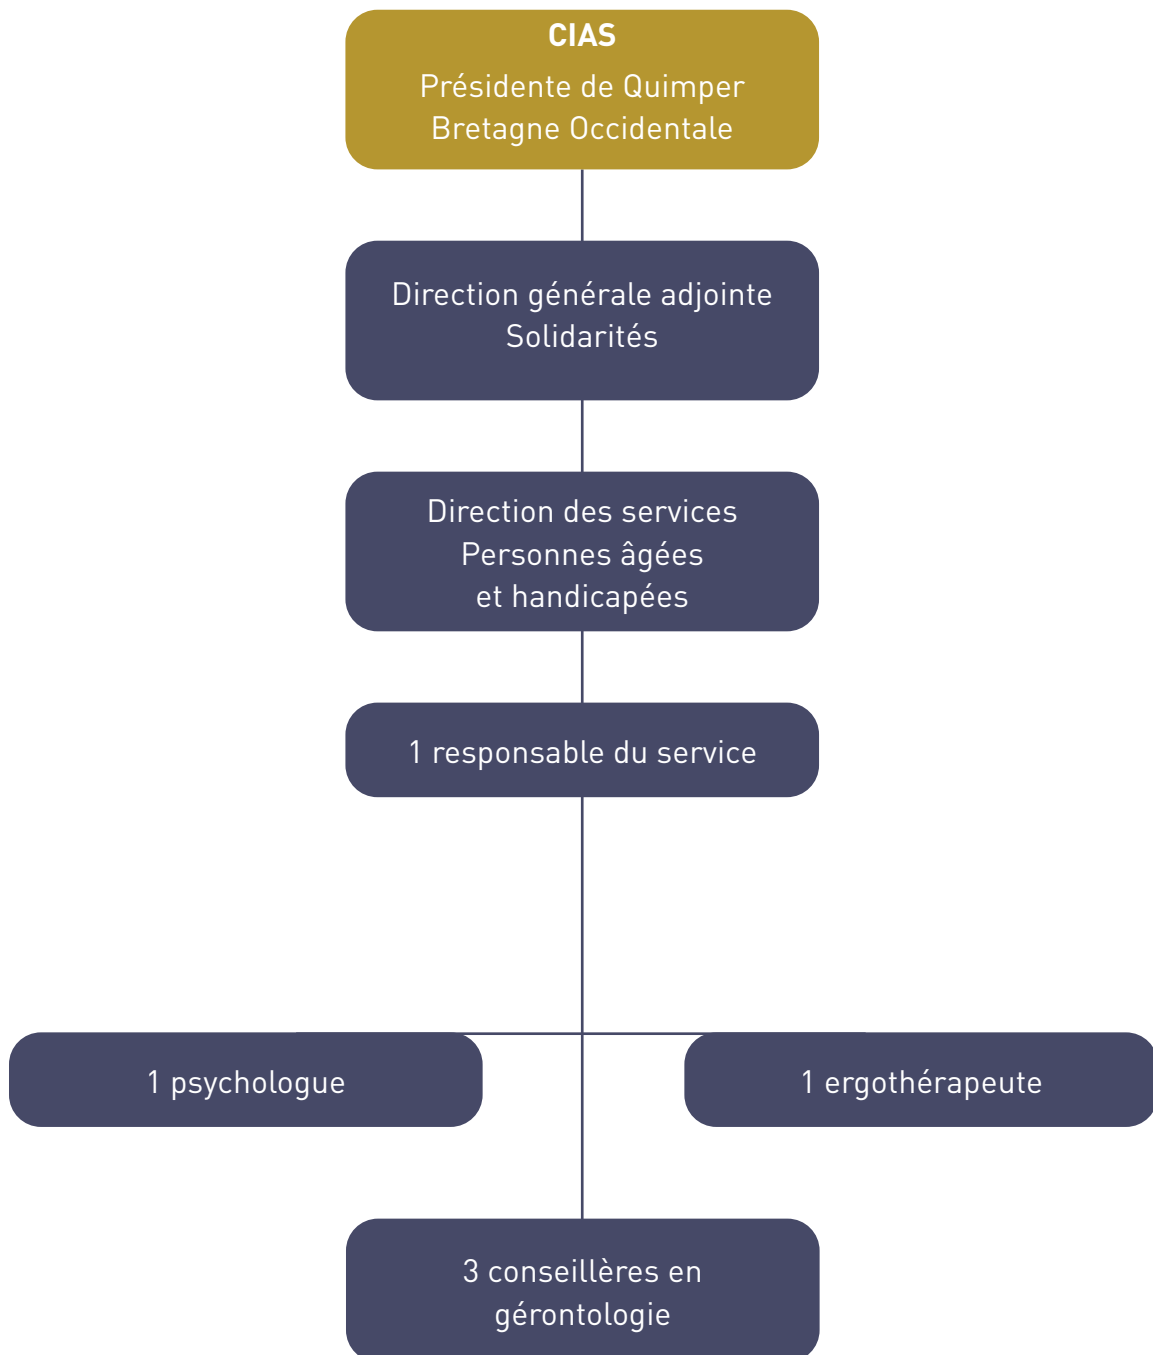 CIAS
Présidente de Quimper
Bretagne Occidentale
Direction générale adjointe
Solidarités
Direction des services
Personnes âgées
et handicapées
1 responsable du service
1 psychologue
1 ergothérapeute
3 conseillères en
gérontologie